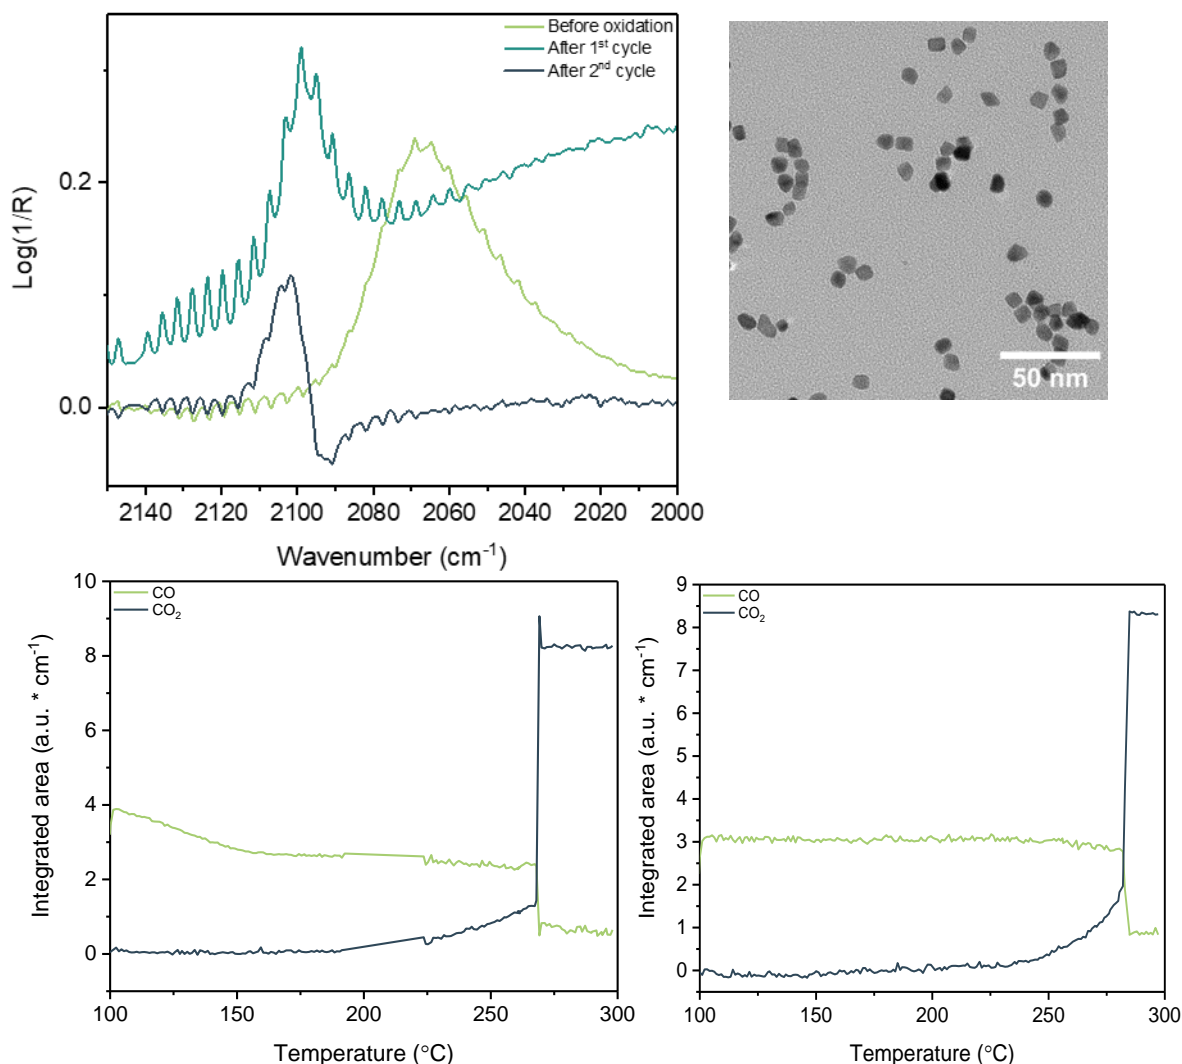 Before oxidation
After 1st cycle
After 2nd cycle
0.2
0.0
Log(1/R)
2140 2120 2100 2080 2060 2040 2020 2000
Wavenumber (cm-1)
50 nm
CO
CO2
10
8
6
4
2
0
Integrated area (a.u. * cm-1)
100 150 200 250 300
Temperature (°C)
CO
CO2
9
8
7
6
5
4
3
2
1
0
Integrated area (a.u. * cm-1)
100 150 200 250 300
Temperature (°C)